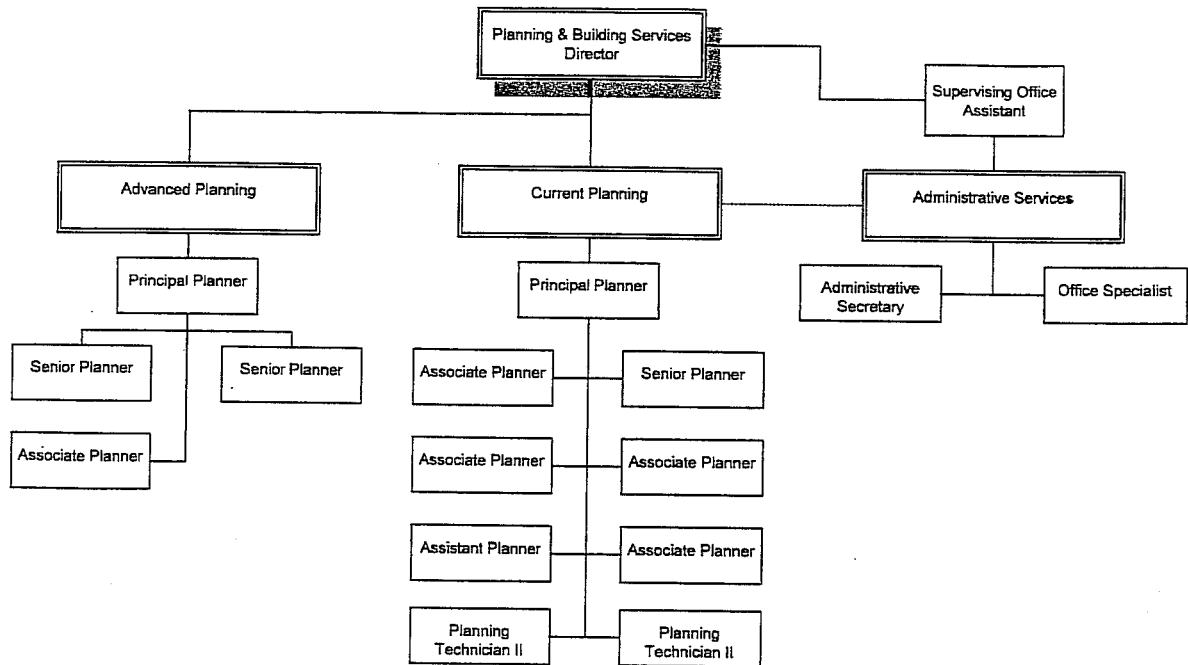 Planning & Building Services
Director
Supervising Office
Assistant
Advanced Planning
Current Planning
Administrative Services
Principal Planner
Principal Planner
Administrative
Secretary
Office Specialist
Senior Planner
Senior Planner
Associate Planner
Senior Planner
Associate Planner
Associate Planner
Associate Planner
Assistant Planner
Associate Planner
Planning
Technician II
Planning
Technician II